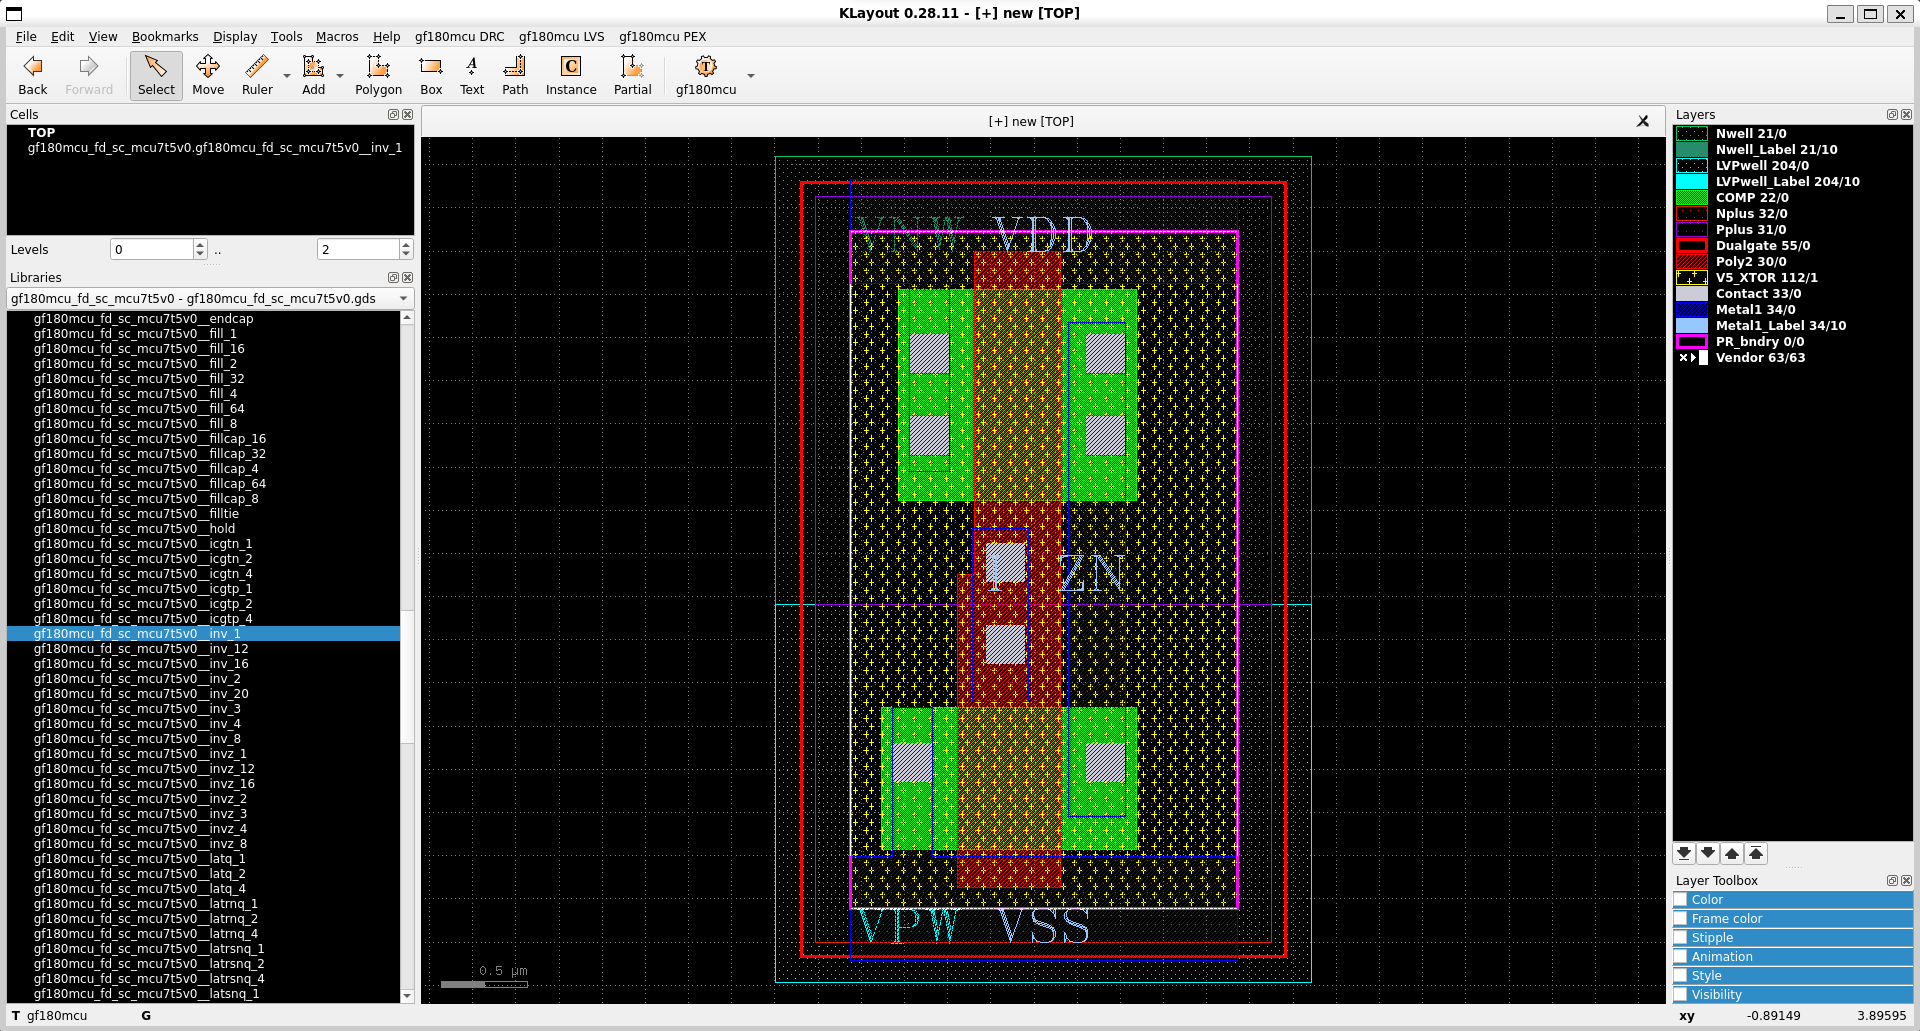 KLayout 0.28.11 - [+] new [TOP]
File Edit View Bookmarks Display Tools Macros Help gf180mcu DRC gf180mcu LVS gf180mcu PEX
Back Forward Select Move Ruler Add Polygon Box Text Path Instance Partial gf180mcu
Cells
TOP
gf180mcu_fd_sc_mcu7t5v0.gf180mcu_fd_sc_mcu7t5v0__inv_1
Levels 0 .. 2
Libraries
gf180mcu_fd_sc_mcu7t5v0 - gf180mcu_fd_sc_mcu7t5v0.gds
gf180mcu_fd_sc_mcu7t5v0__endcap
gf180mcu_fd_sc_mcu7t5v0__fill_1
gf180mcu_fd_sc_mcu7t5v0__fill_16
gf180mcu_fd_sc_mcu7t5v0__fill_2
gf180mcu_fd_sc_mcu7t5v0__fill_32
gf180mcu_fd_sc_mcu7t5v0__fill_4
gf180mcu_fd_sc_mcu7t5v0__fill_64
gf180mcu_fd_sc_mcu7t5v0__fill_8
gf180mcu_fd_sc_mcu7t5v0__fillcap_16
gf180mcu_fd_sc_mcu7t5v0__fillcap_32
gf180mcu_fd_sc_mcu7t5v0__fillcap_4
gf180mcu_fd_sc_mcu7t5v0__fillcap_64
gf180mcu_fd_sc_mcu7t5v0__fillcap_8
gf180mcu_fd_sc_mcu7t5v0__filltie
gf180mcu_fd_sc_mcu7t5v0__hold
gf180mcu_fd_sc_mcu7t5v0__icgtn_1
gf180mcu_fd_sc_mcu7t5v0__icgtn_2
gf180mcu_fd_sc_mcu7t5v0__icgtn_4
gf180mcu_fd_sc_mcu7t5v0__icgtp_1
gf180mcu_fd_sc_mcu7t5v0__icgtp_2
gf180mcu_fd_sc_mcu7t5v0__icgtp_4
gf180mcu_fd_sc_mcu7t5v0__inv_1
gf180mcu_fd_sc_mcu7t5v0__inv_12
gf180mcu_fd_sc_mcu7t5v0__inv_16
gf180mcu_fd_sc_mcu7t5v0__inv_2
gf180mcu_fd_sc_mcu7t5v0__inv_20
gf180mcu_fd_sc_mcu7t5v0__inv_3
gf180mcu_fd_sc_mcu7t5v0__inv_4
gf180mcu_fd_sc_mcu7t5v0__inv_8
gf180mcu_fd_sc_mcu7t5v0__invz_1
gf180mcu_fd_sc_mcu7t5v0__invz_12
gf180mcu_fd_sc_mcu7t5v0__invz_16
gf180mcu_fd_sc_mcu7t5v0__invz_2
gf180mcu_fd_sc_mcu7t5v0__invz_3
gf180mcu_fd_sc_mcu7t5v0__invz_4
gf180mcu_fd_sc_mcu7t5v0__invz_8
gf180mcu_fd_sc_mcu7t5v0__latq_1
gf180mcu_fd_sc_mcu7t5v0__latq_2
gf180mcu_fd_sc_mcu7t5v0__latq_4
gf180mcu_fd_sc_mcu7t5v0__latrnq_1
gf180mcu_fd_sc_mcu7t5v0__latrnq_2
gf180mcu_fd_sc_mcu7t5v0__latrnq_4
gf180mcu_fd_sc_mcu7t5v0__latrsnq_1
gf180mcu_fd_sc_mcu7t5v0__latrsnq_2
gf180mcu_fd_sc_mcu7t5v0__latrsnq_4
gf180mcu_fd_sc_mcu7t5v0__latsnq_1
[+] new [TOP]
VNW VDD
I ZN
VPW VSS
0.5 µm
Layers
Nwell 21/0
Nwell_Label 21/10
LVPwell 204/0
LVPwell_Label 204/10
COMP 22/0
Nplus 32/0
Pplus 31/0
Dualgate 55/0
Poly2 30/0
V5_XTOR 112/1
Contact 33/0
Metal1 34/0
Metal1_Label 34/10
PR_bndry 0/0
Vendor 63/63
Layer Toolbox
Color
Frame color
Stipple
Animation
Style
Visibility
T gf180mcu G xy -0.89149 3.89595